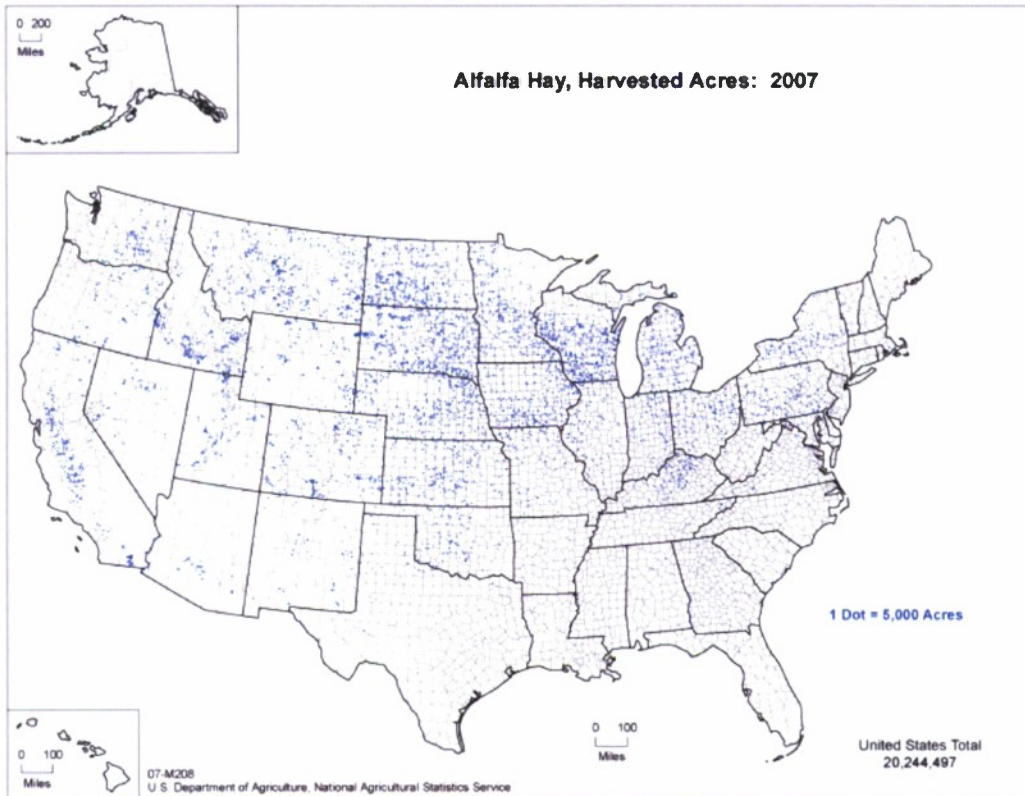 0 200
Miles
Alfalfa Hay, Harvested Acres: 2007
1 Dot = 5,000 Acres
0 100
Miles
0 100
Miles
United States Total
20,244,497
07-M208
U.S. Department of Agriculture, National Agricultural Statistics Service